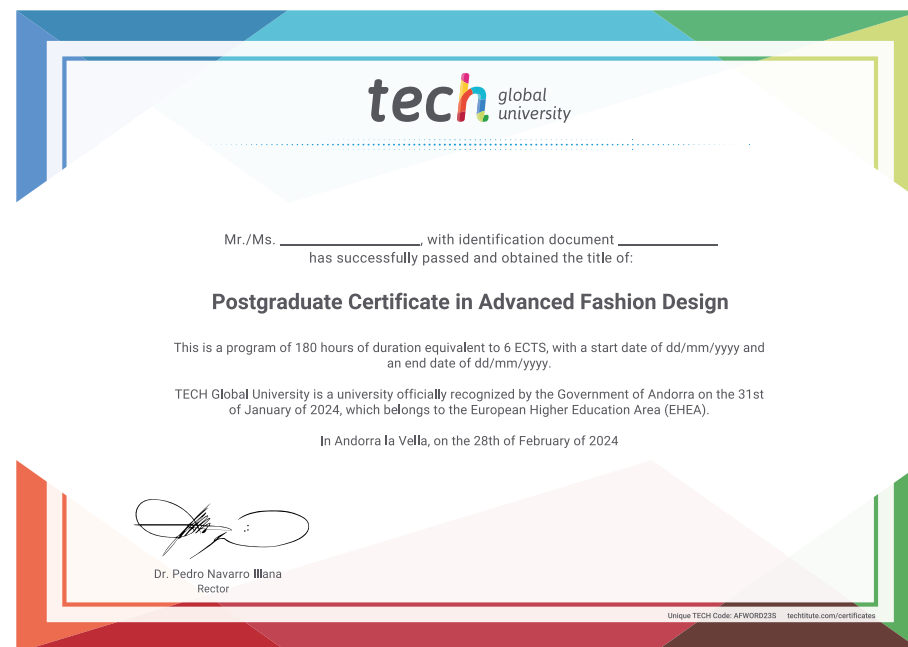 tech global
university
Mr./Ms. ____________________, with identification document ______________
has successfully passed and obtained the title of:
Postgraduate Certificate in Advanced Fashion Design
This is a program of 180 hours of duration equivalent to 6 ECTS, with a start date of dd/mm/yyyy and
an end date of dd/mm/yyyy.
TECH Global University is a university officially recognized by the Government of Andorra on the 31st
of January of 2024, which belongs to the European Higher Education Area (EHEA).
In Andorra la Vella, on the 28th of February of 2024
Dr. Pedro Navarro Illana
Rector
Unique TECH Code: AFWORD23S techtitute.com/certificates